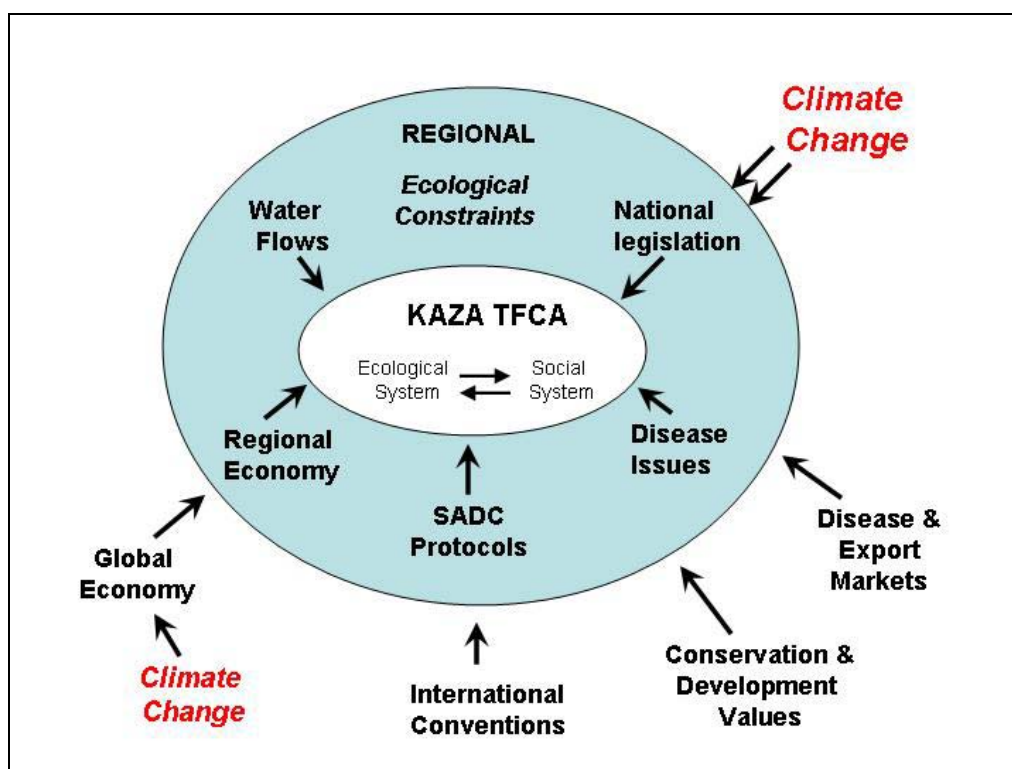 Climate
Change
REGIONAL
Ecological
Constraints
Water
Flows
National
legislation
KAZA TFCA
Ecological
System
Social
System
Regional
Economy
Disease
Issues
SADC
Protocols
Global
Economy
Disease &
Export
Markets
Climate
Change
International
Conventions
Conservation &
Development
Values